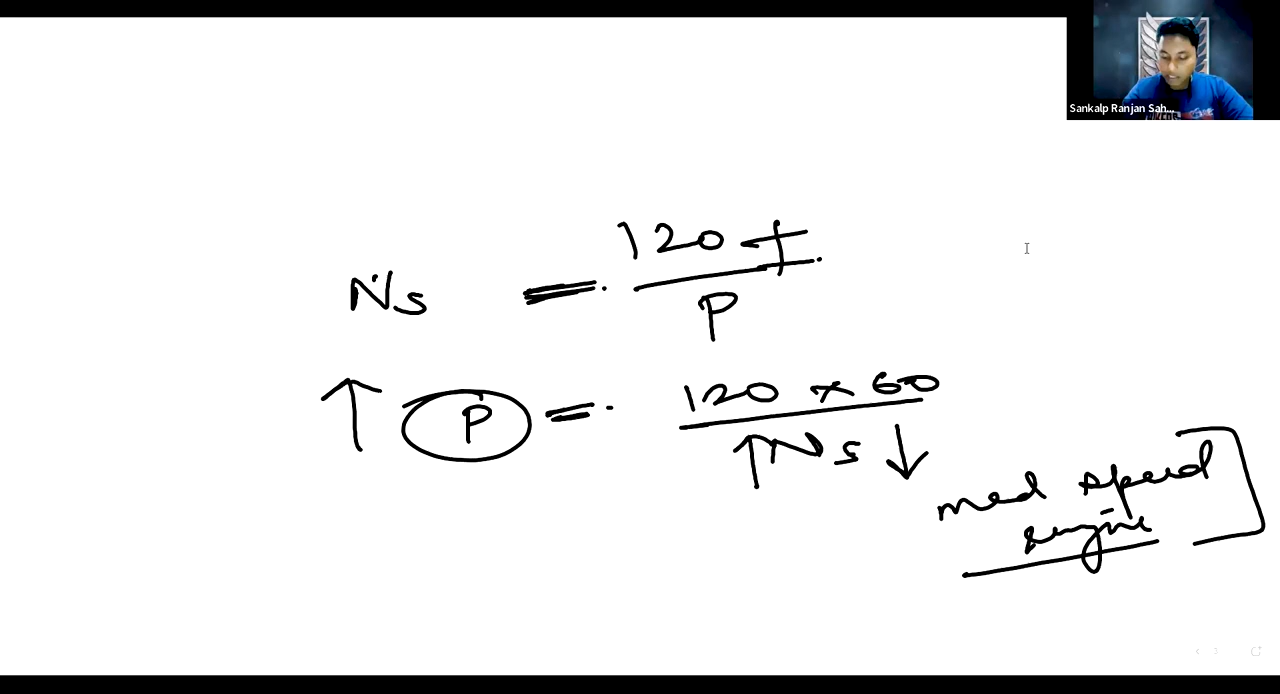 Sankalp Ranjan Sah...
Ns = 120 f
P
↑ P = 120 × 60
↑ Ns ↓
med speed
engine